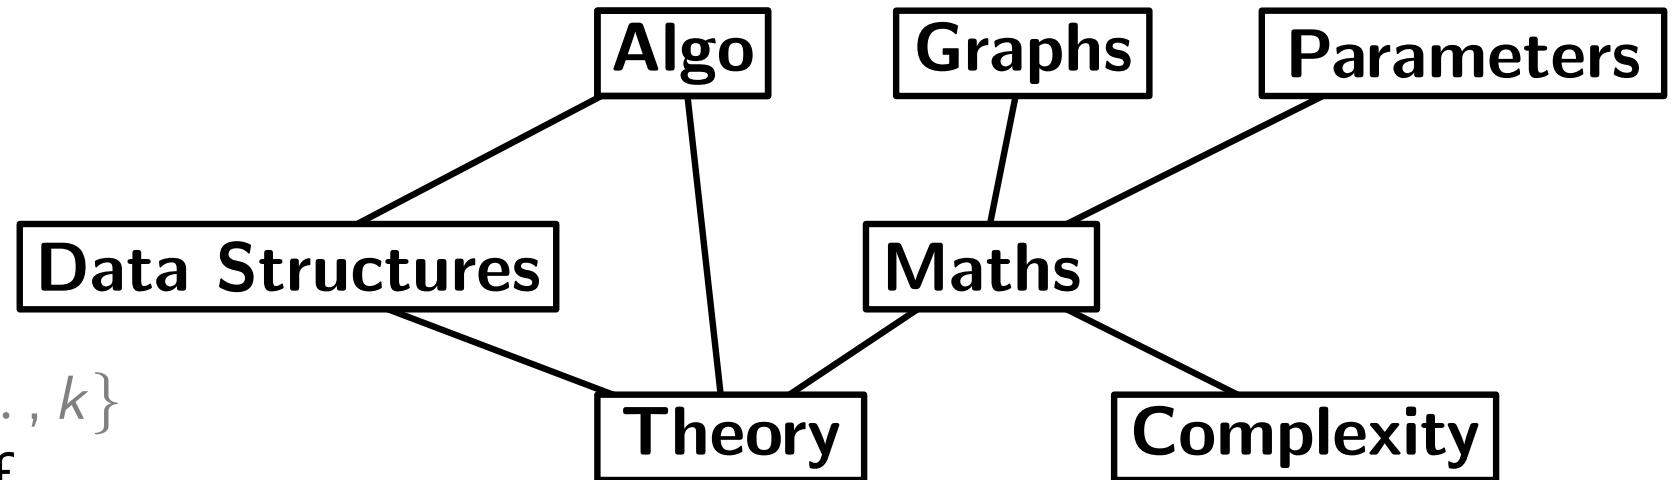 Algo
Graphs
Parameters
Data Structures
Maths
. , k}
f
Theory
Complexity